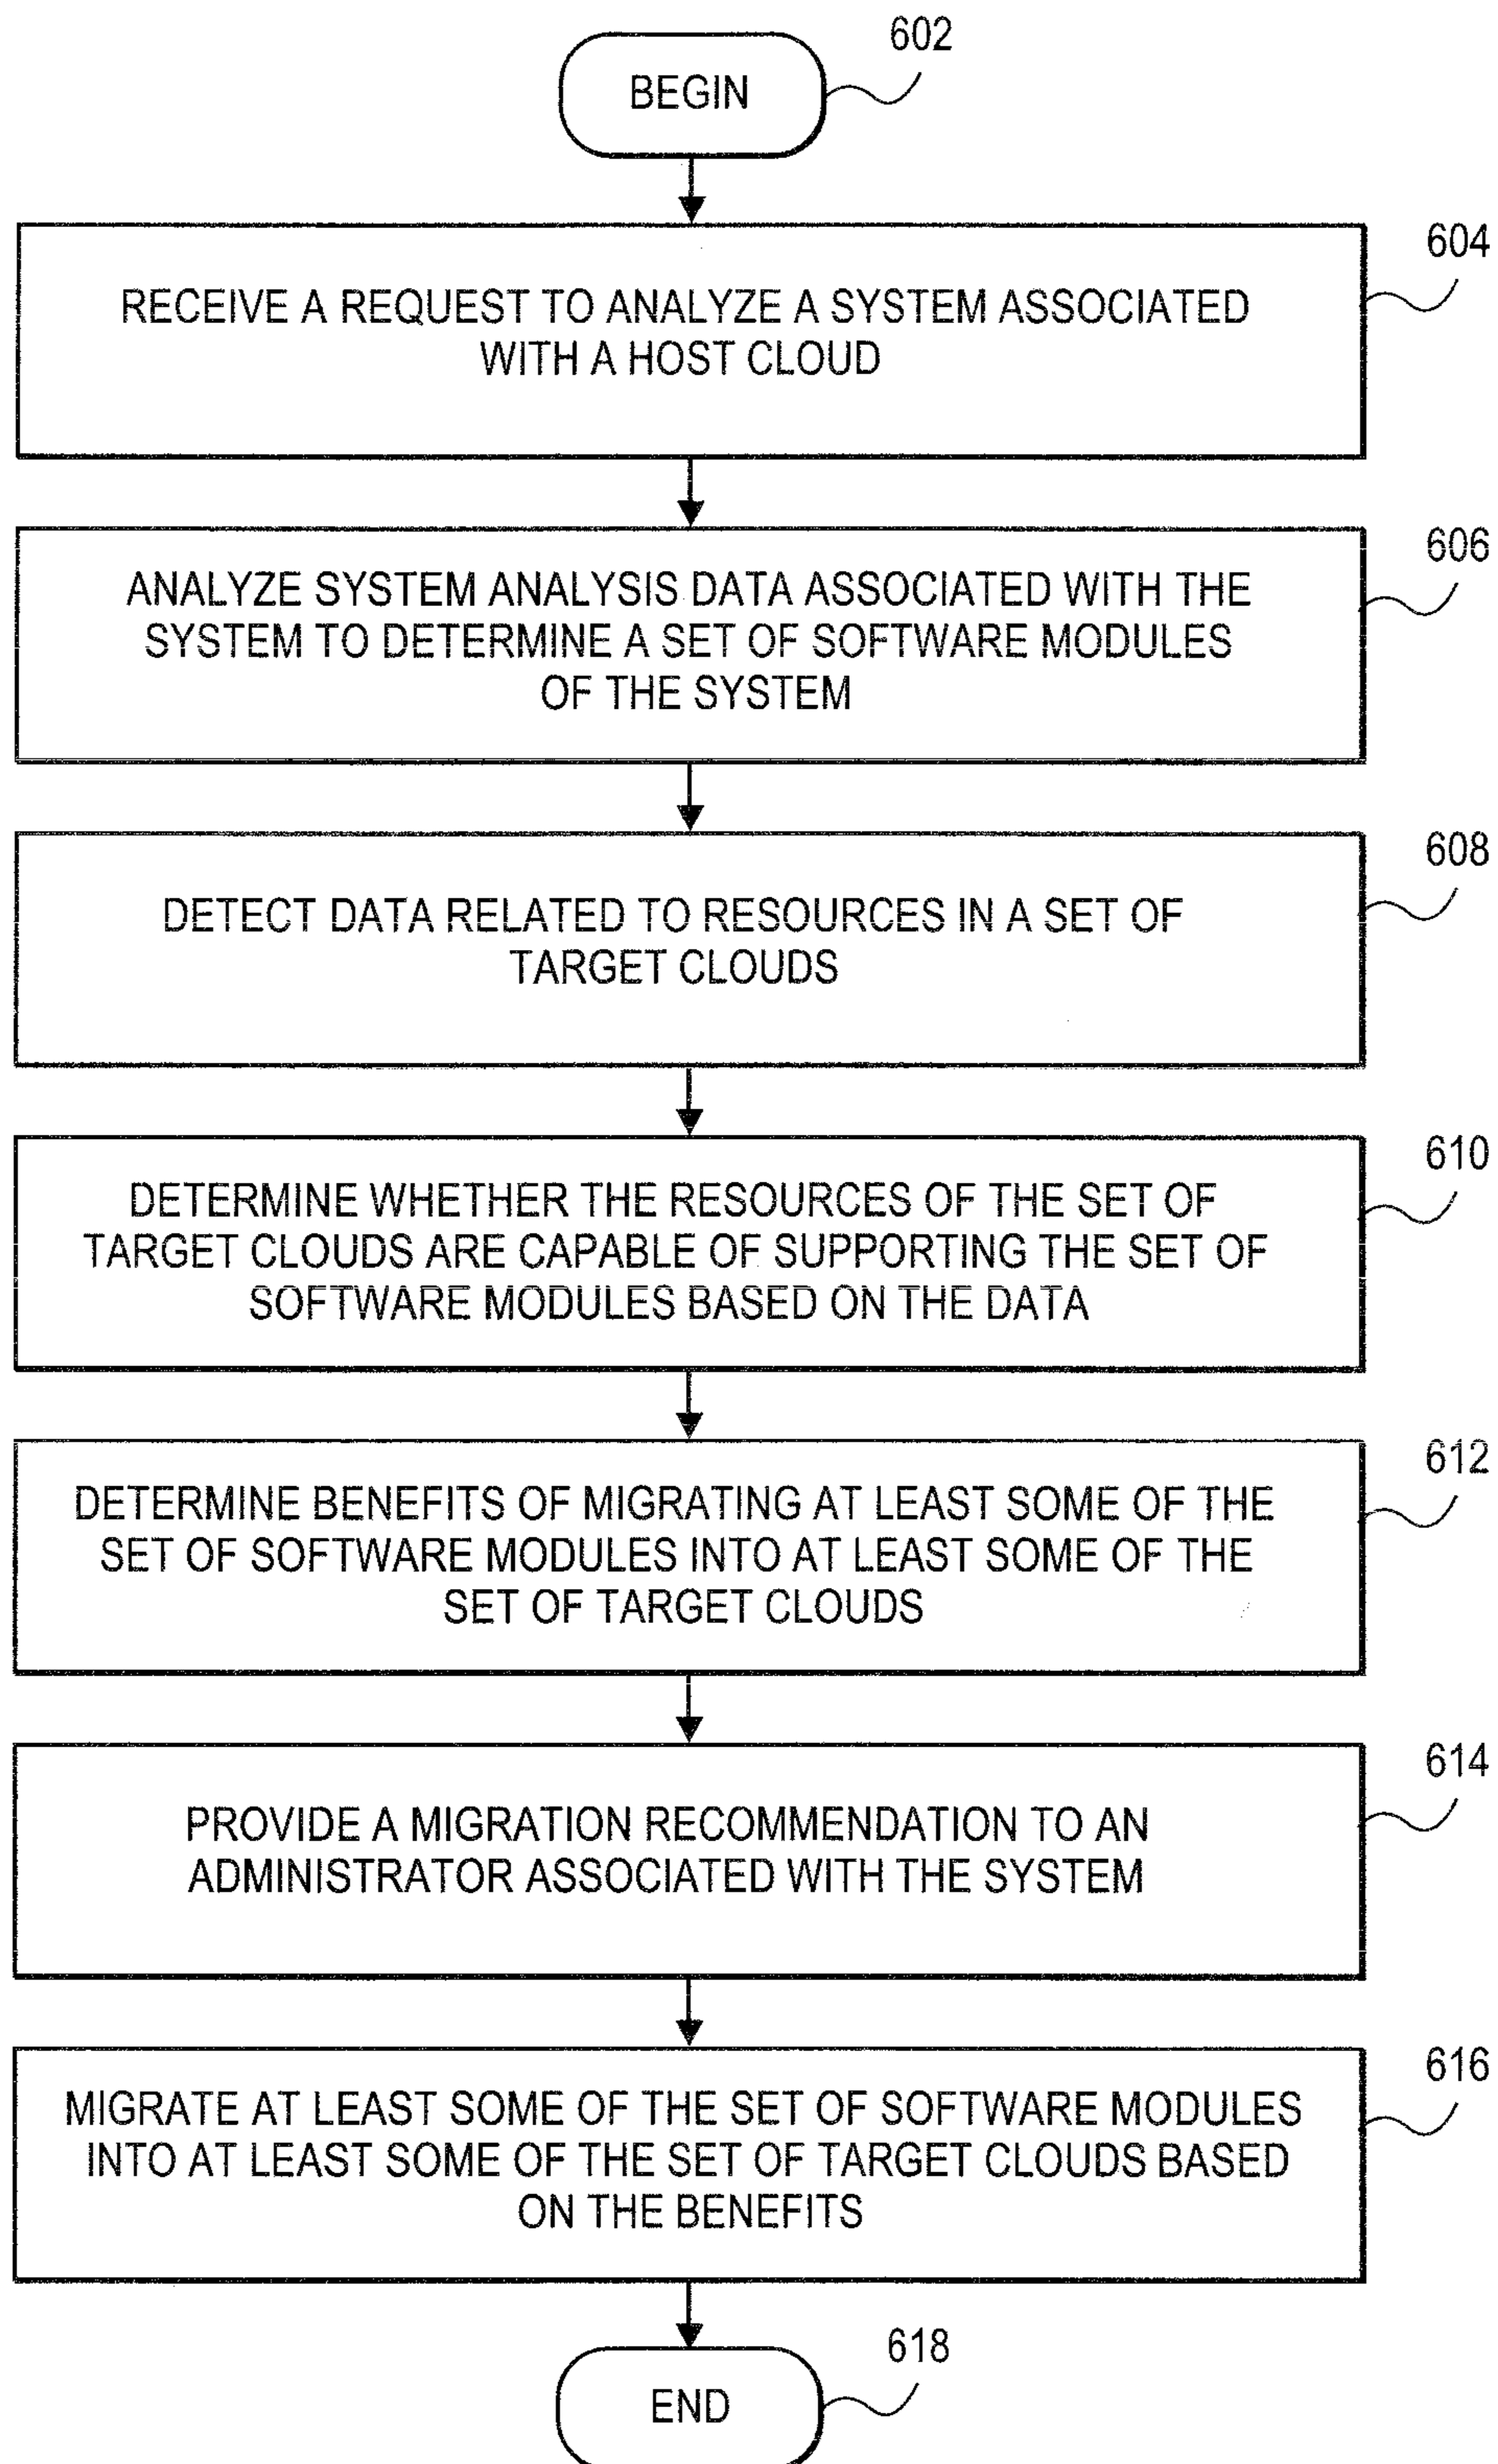 602
BEGIN
604
RECEIVE A REQUEST TO ANALYZE A SYSTEM ASSOCIATED
WITH A HOST CLOUD
606
ANALYZE SYSTEM ANALYSIS DATA ASSOCIATED WITH THE
SYSTEM TO DETERMINE A SET OF SOFTWARE MODULES
OF THE SYSTEM
608
DETECT DATA RELATED TO RESOURCES IN A SET OF
TARGET CLOUDS
610
DETERMINE WHETHER THE RESOURCES OF THE SET OF
TARGET CLOUDS ARE CAPABLE OF SUPPORTING THE SET OF
SOFTWARE MODULES BASED ON THE DATA
612
DETERMINE BENEFITS OF MIGRATING AT LEAST SOME OF THE
SET OF SOFTWARE MODULES INTO AT LEAST SOME OF THE
SET OF TARGET CLOUDS
614
PROVIDE A MIGRATION RECOMMENDATION TO AN
ADMINISTRATOR ASSOCIATED WITH THE SYSTEM
616
MIGRATE AT LEAST SOME OF THE SET OF SOFTWARE MODULES
INTO AT LEAST SOME OF THE SET OF TARGET CLOUDS BASED
ON THE BENEFITS
618
END